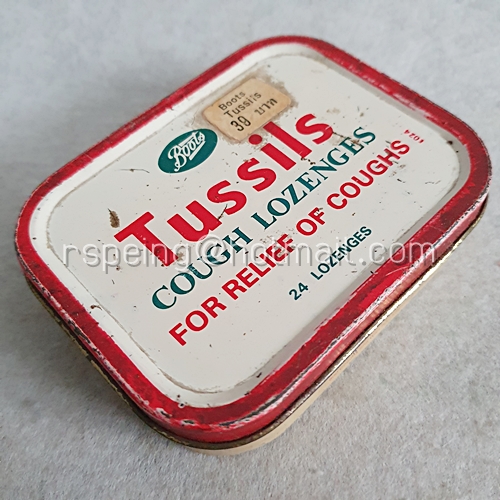 Boots
Tussils
39 บาท
Boots
Tussils
COUGH LOZENGES
FOR RELIEF OF COUGHS
24 LOZENGES
1074
rspeing@hotmail.com